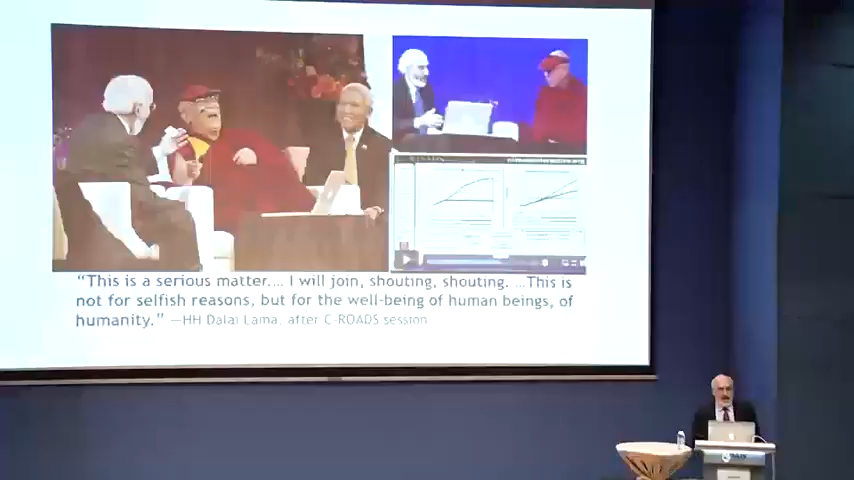 “This is a serious matter.... I will join, shouting, shouting. ...This is
not for selfish reasons, but for the well-being of human beings, of
humanity.” —HH Dalai Lama, after C-ROADS session